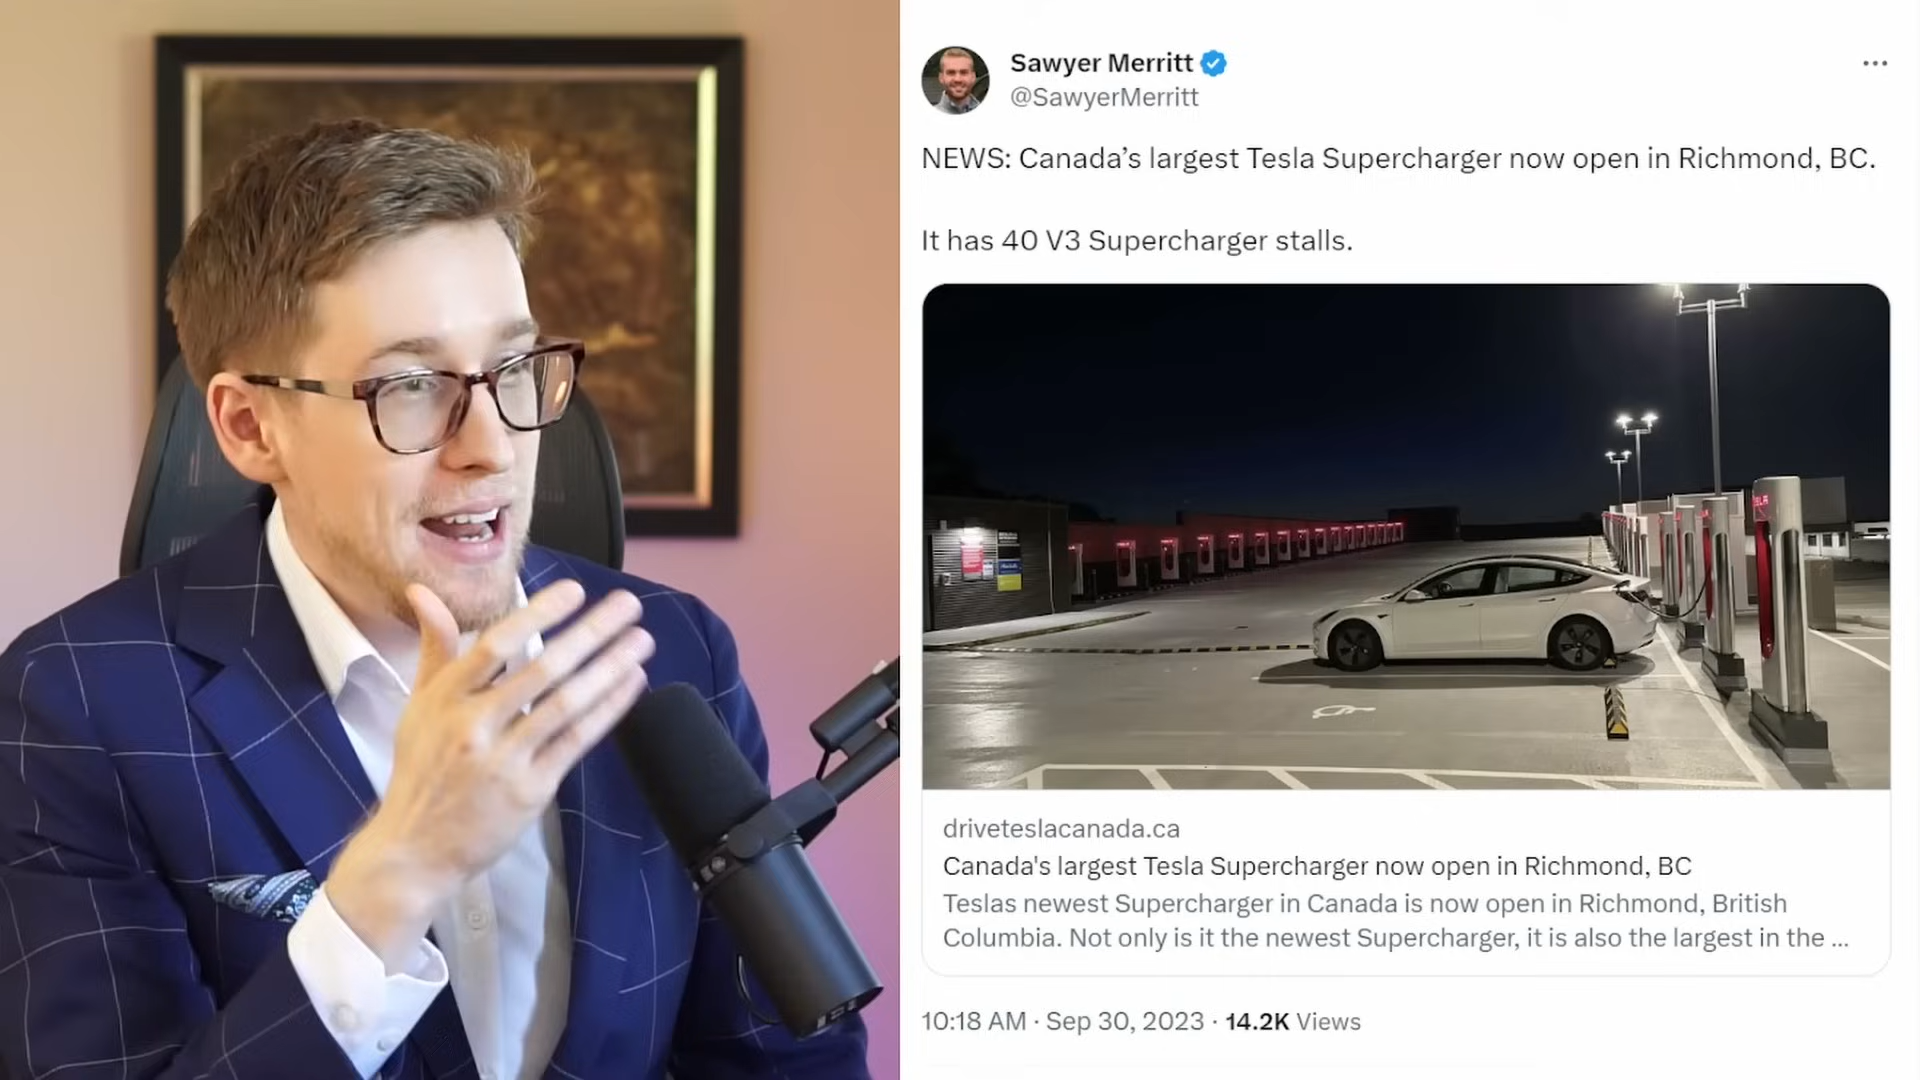 Sawyer Merritt
@SawyerMerritt
NEWS: Canada’s largest Tesla Supercharger now open in Richmond, BC.
It has 40 V3 Supercharger stalls.
driveteslacanada.ca
Canada's largest Tesla Supercharger now open in Richmond, BC
Teslas newest Supercharger in Canada is now open in Richmond, British
Columbia. Not only is it the newest Supercharger, it is also the largest in the ...
10:18 AM · Sep 30, 2023 · 14.2K Views